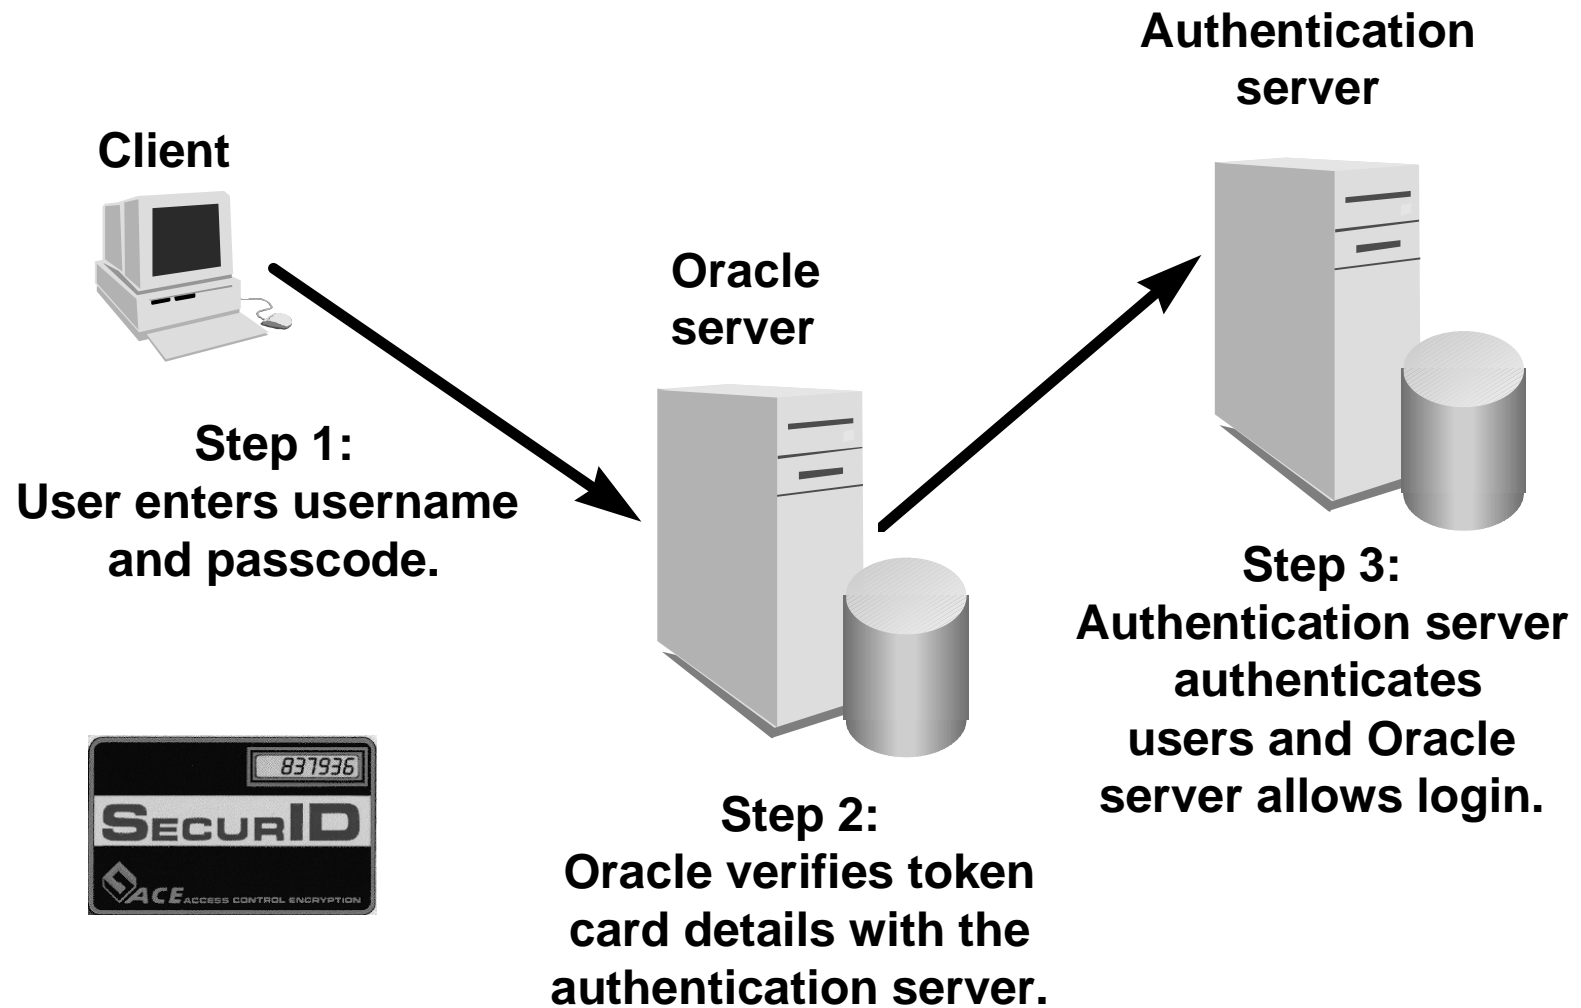 Authentication
server
Client
Oracle
server
Step 1:
User enters username
and passcode.
Step 2:
Oracle verifies token
card details with the
authentication server.
Step 3:
Authentication server
authenticates
users and Oracle
server allows login.
837936
SECURID
ACE ACCESS CONTROL ENCRYPTION